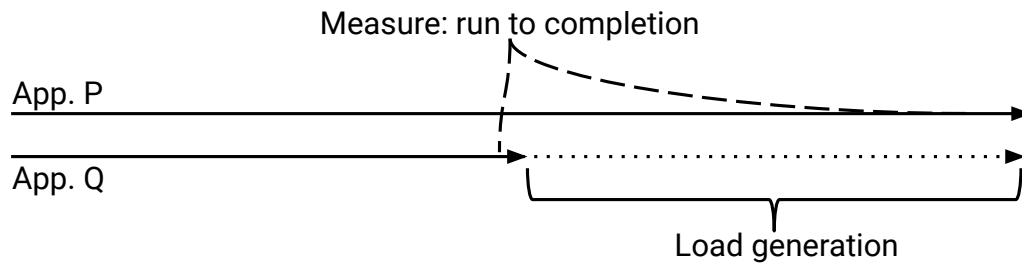 Measure: run to completion
App. P
App. Q
Load generation